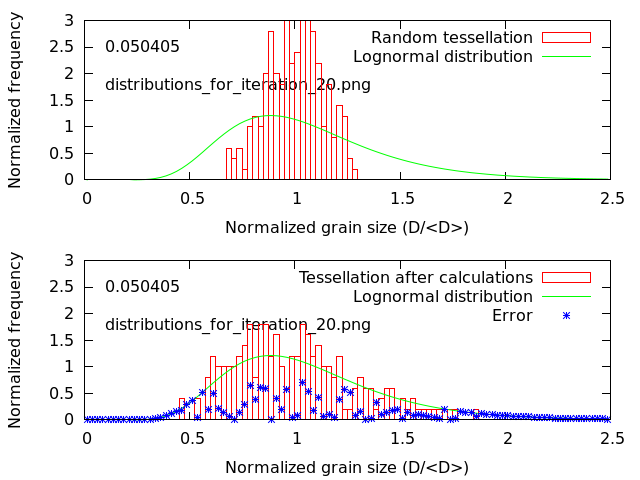 3
2.5
2
1.5
1
0.5
0
Normalized frequency
0.050405
distributions_for_iteration_20.png
Random tessellation
Lognormal distribution
0 0.5 1 1.5 2 2.5
Normalized grain size (D/<D>)
3
2.5
2
1.5
1
0.5
0
Normalized frequency
0.050405
distributions_for_iteration_20.png
Tessellation after calculations
Lognormal distribution
Error
0 0.5 1 1.5 2 2.5
Normalized grain size (D/<D>)